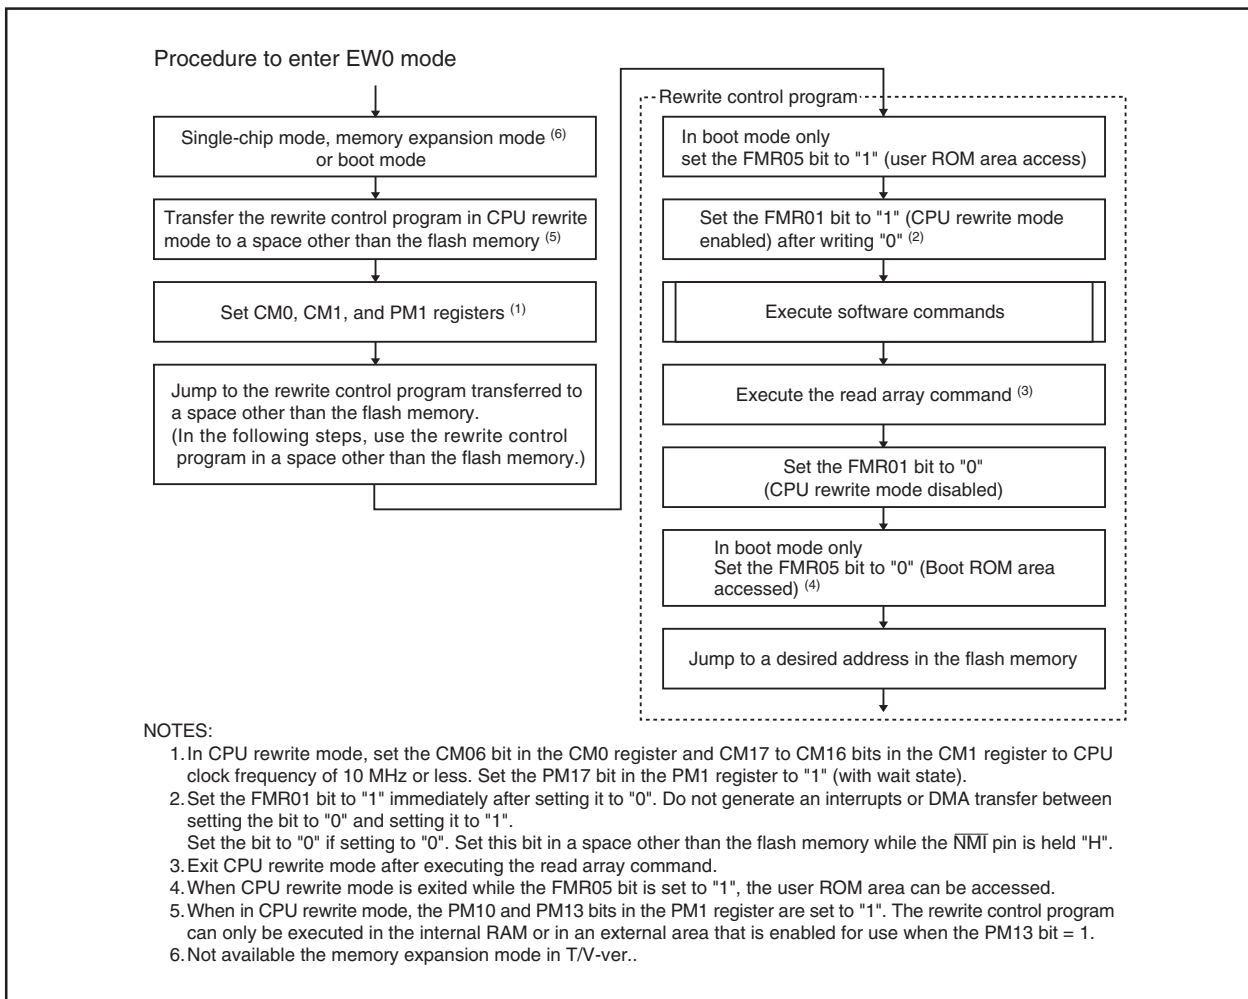 Procedure to enter EW0 mode
Single-chip mode, memory expansion mode (6)
or boot mode
Transfer the rewrite control program in CPU rewrite
mode to a space other than the flash memory (5)
Set CM0, CM1, and PM1 registers (1)
Jump to the rewrite control program transferred to
a space other than the flash memory.
(In the following steps, use the rewrite control
program in a space other than the flash memory.)
Rewrite control program
In boot mode only
set the FMR05 bit to "1" (user ROM area access)
Set the FMR01 bit to "1" (CPU rewrite mode
enabled) after writing "0" (2)
Execute software commands
Execute the read array command (3)
Set the FMR01 bit to "0"
(CPU rewrite mode disabled)
In boot mode only
Set the FMR05 bit to "0" (Boot ROM area
accessed) (4)
Jump to a desired address in the flash memory
NOTES:
1. In CPU rewrite mode, set the CM06 bit in the CM0 register and CM17 to CM16 bits in the CM1 register to CPU
clock frequency of 10 MHz or less. Set the PM17 bit in the PM1 register to "1" (with wait state).
2. Set the FMR01 bit to "1" immediately after setting it to "0". Do not generate an interrupts or DMA transfer between
setting the bit to "0" and setting it to "1".
Set the bit to "0" if setting to "0". Set this bit in a space other than the flash memory while the NMI pin is held "H".
3. Exit CPU rewrite mode after executing the read array command.
4. When CPU rewrite mode is exited while the FMR05 bit is set to "1", the user ROM area can be accessed.
5. When in CPU rewrite mode, the PM10 and PM13 bits in the PM1 register are set to "1". The rewrite control program
can only be executed in the internal RAM or in an external area that is enabled for use when the PM13 bit = 1.
6. Not available the memory expansion mode in T/V-ver..